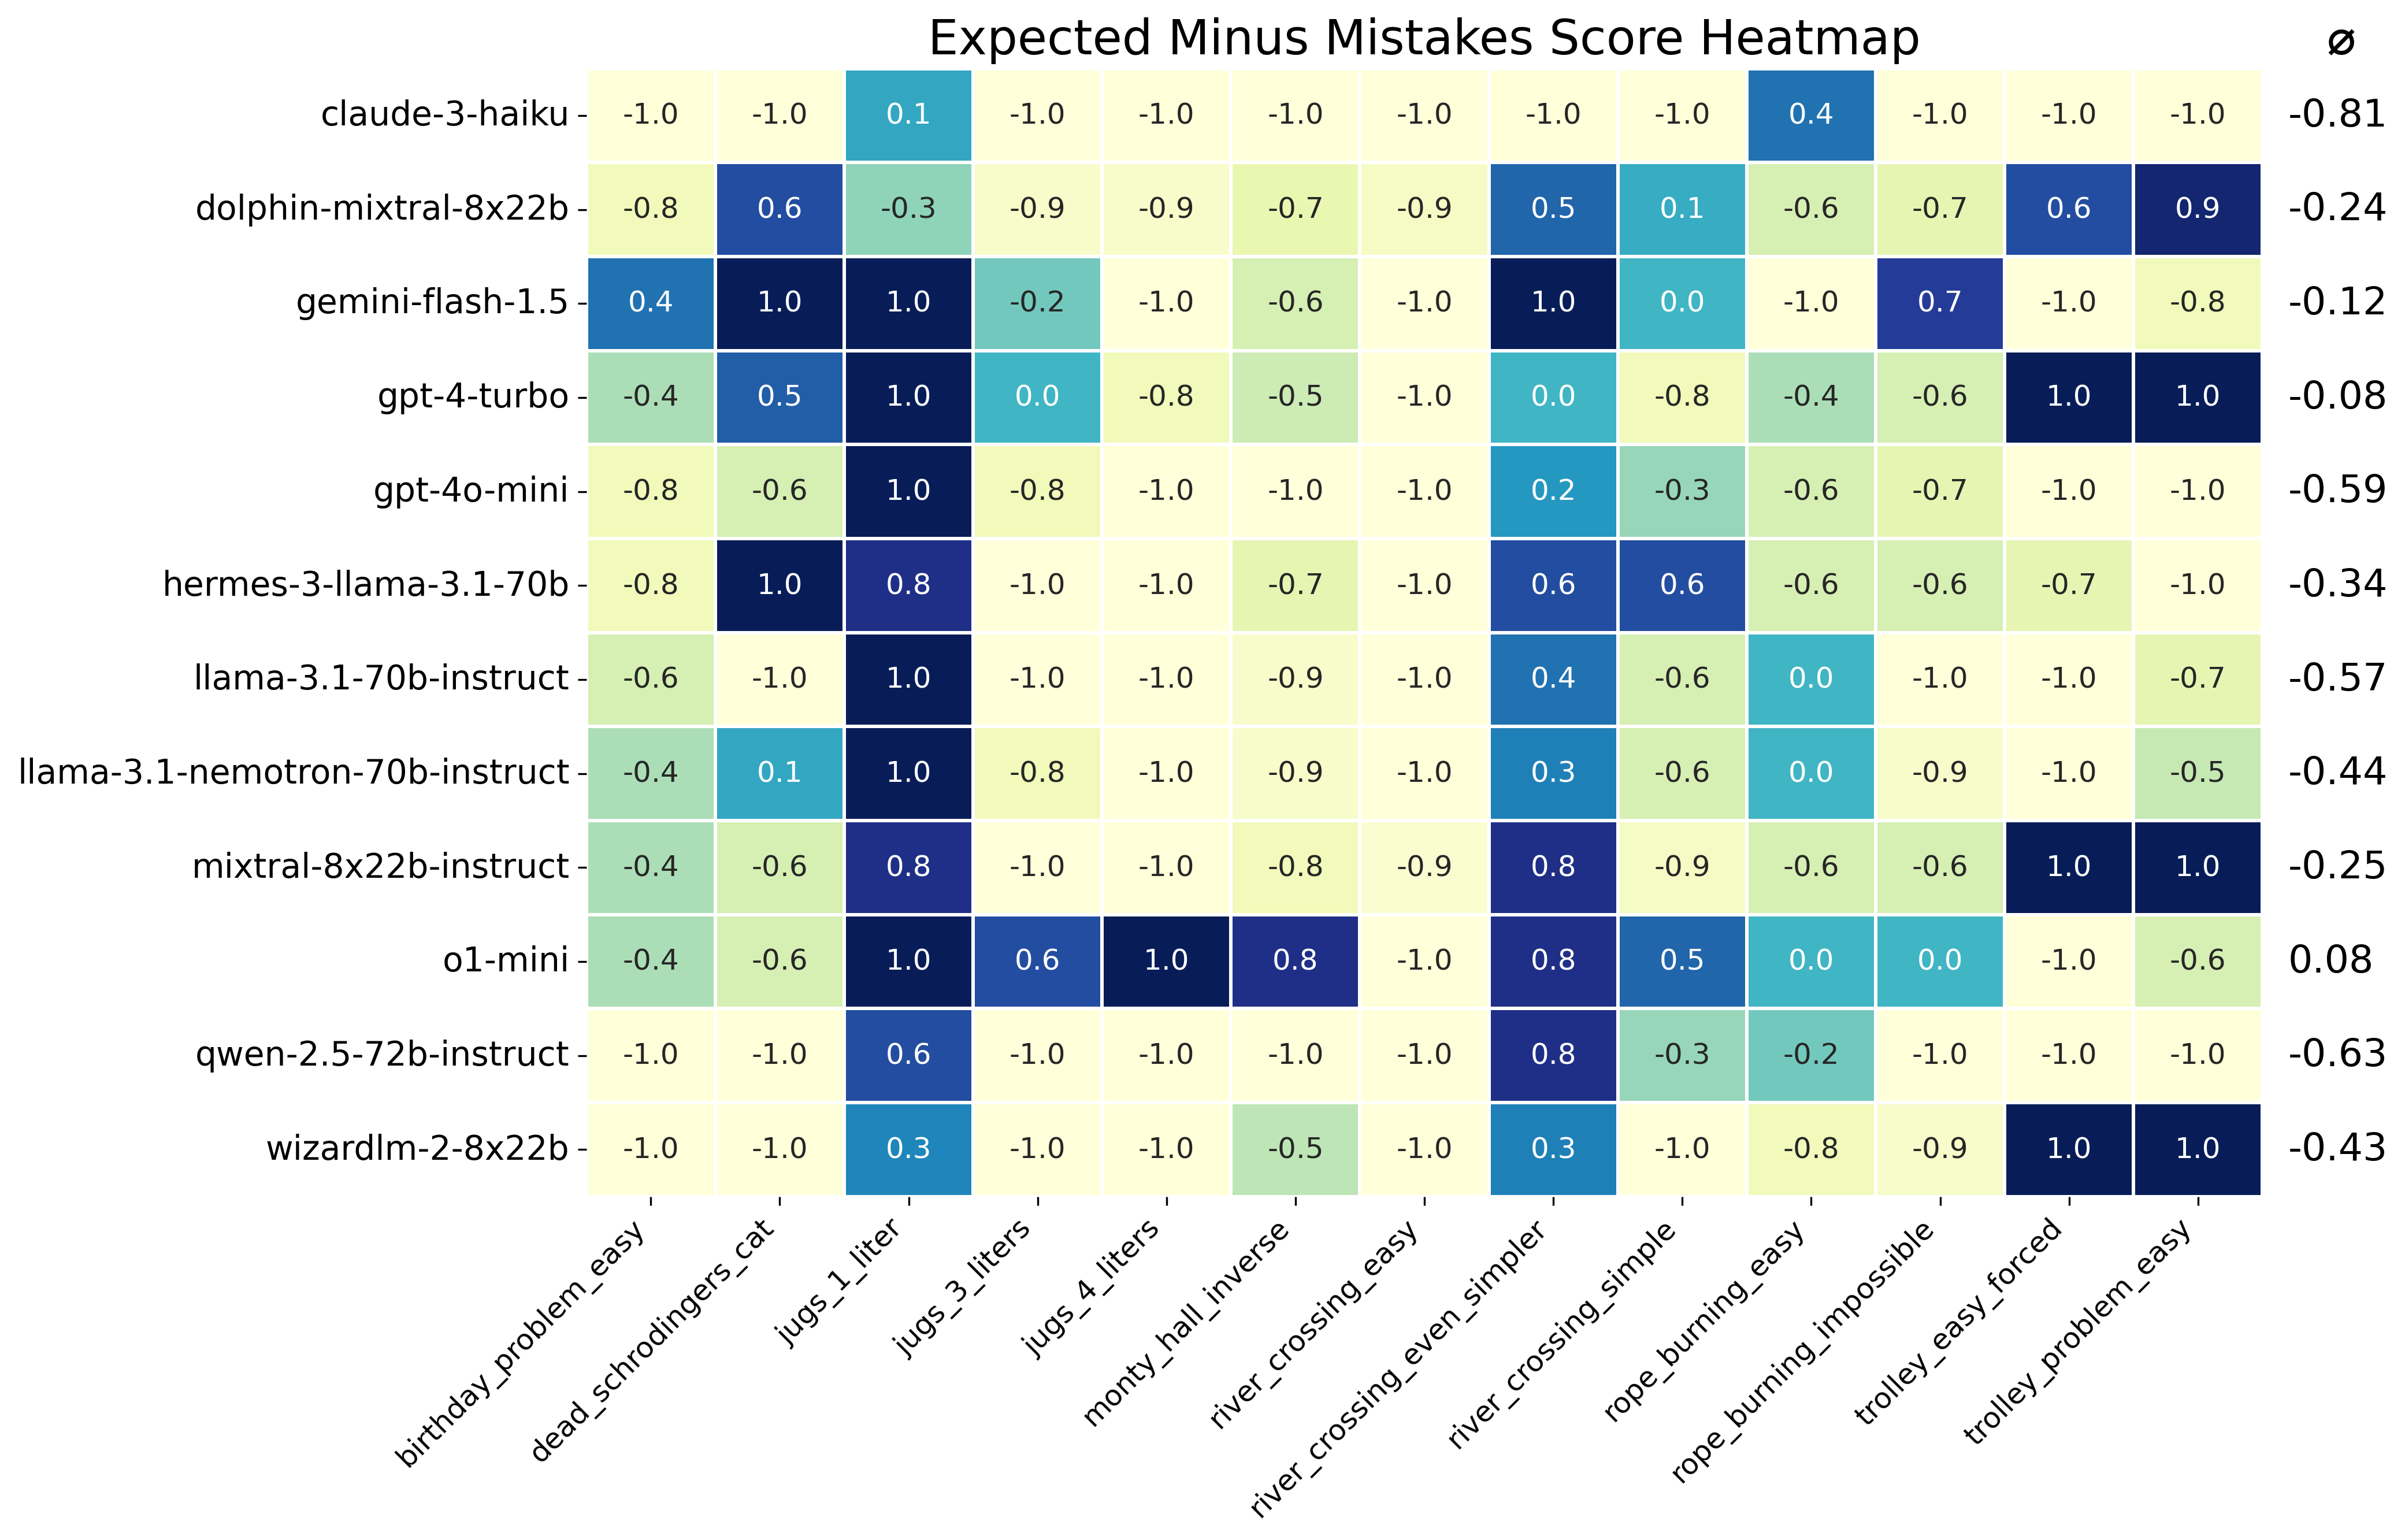 Expected Minus Mistakes Score Heatmap ⌀
claude-3-haiku -1.0 -1.0 0.1 -1.0 -1.0 -1.0 -1.0 -1.0 -1.0 0.4 -1.0 -1.0 -1.0 -0.81
dolphin-mixtral-8x22b -0.8 0.6 -0.3 -0.9 -0.9 -0.7 -0.9 0.5 0.1 -0.6 -0.7 0.6 0.9 -0.24
gemini-flash-1.5 0.4 1.0 1.0 -0.2 -1.0 -0.6 -1.0 1.0 0.0 -1.0 0.7 -1.0 -0.8 -0.12
gpt-4-turbo -0.4 0.5 1.0 0.0 -0.8 -0.5 -1.0 0.0 -0.8 -0.4 -0.6 1.0 1.0 -0.08
gpt-4o-mini -0.8 -0.6 1.0 -0.8 -1.0 -1.0 -1.0 0.2 -0.3 -0.6 -0.7 -1.0 -1.0 -0.59
hermes-3-llama-3.1-70b -0.8 1.0 0.8 -1.0 -1.0 -0.7 -1.0 0.6 0.6 -0.6 -0.6 -0.7 -1.0 -0.34
llama-3.1-70b-instruct -0.6 -1.0 1.0 -1.0 -1.0 -0.9 -1.0 0.4 -0.6 0.0 -1.0 -1.0 -0.7 -0.57
llama-3.1-nemotron-70b-instruct -0.4 0.1 1.0 -0.8 -1.0 -0.9 -1.0 0.3 -0.6 0.0 -0.9 -1.0 -0.5 -0.44
mixtral-8x22b-instruct -0.4 -0.6 0.8 -1.0 -1.0 -0.8 -0.9 0.8 -0.9 -0.6 -0.6 1.0 1.0 -0.25
o1-mini -0.4 -0.6 1.0 0.6 1.0 0.8 -1.0 0.8 0.5 0.0 0.0 -1.0 -0.6 0.08
qwen-2.5-72b-instruct -1.0 -1.0 0.6 -1.0 -1.0 -1.0 -1.0 0.8 -0.3 -0.2 -1.0 -1.0 -1.0 -0.63
wizardlm-2-8x22b -1.0 -1.0 0.3 -1.0 -1.0 -0.5 -1.0 0.3 -1.0 -0.8 -0.9 1.0 1.0 -0.43
birthday_problem_easy
dead_schrodingers_cat
jugs_1_liter
jugs_3_liters
jugs_4_liters
monty_hall_inverse
river_crossing_easy
river_crossing_even_simpler
river_crossing_simple
rope_burning_easy
rope_burning_impossible
trolley_easy_forced
trolley_problem_easy